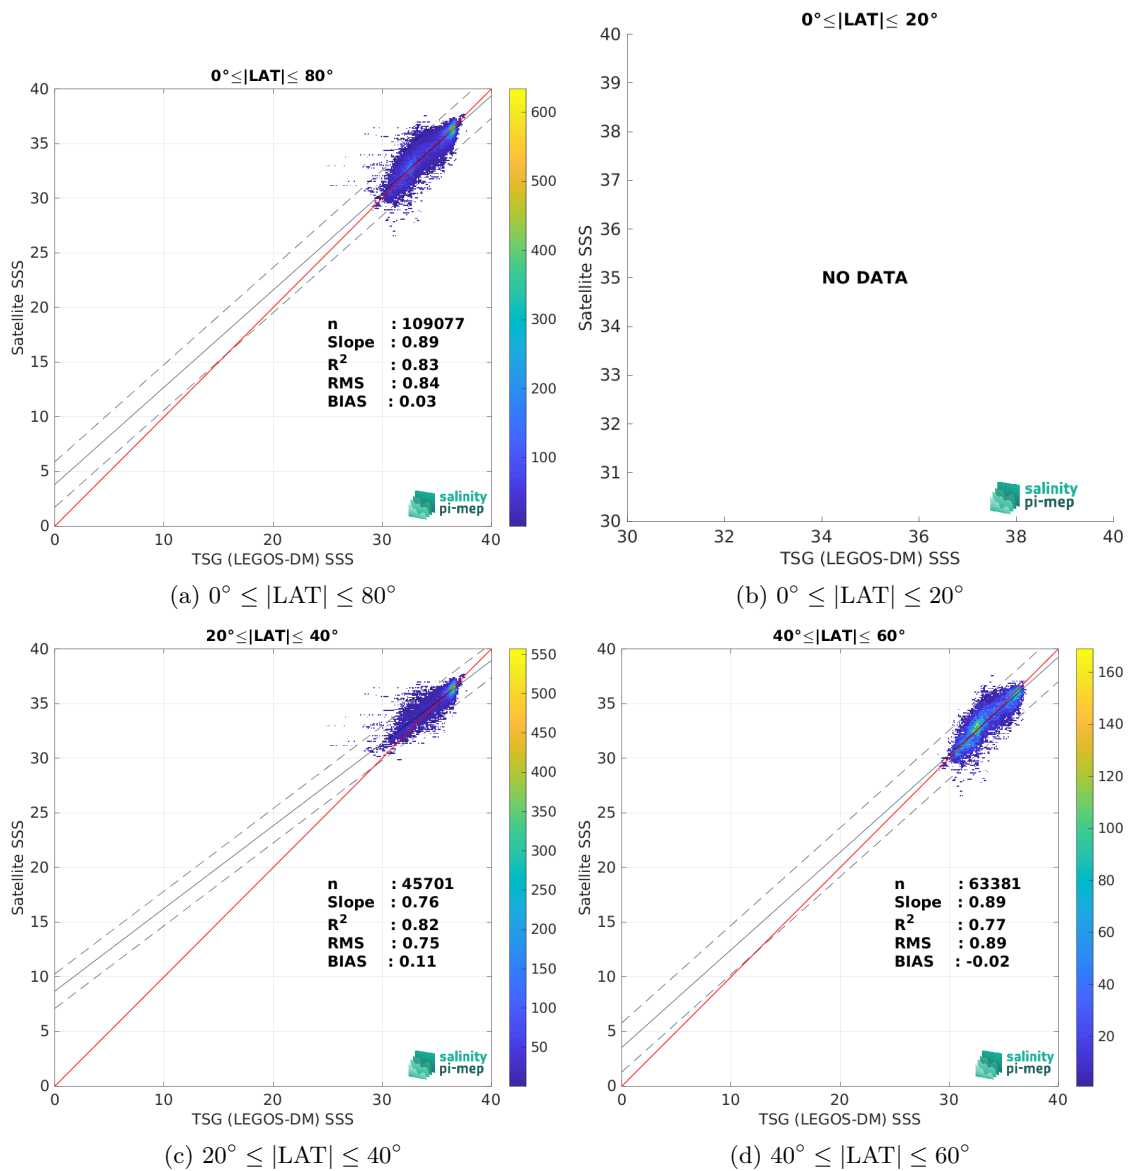 0°≤|LAT|≤ 80°
40
35
30
25
20
15
10
5
0
Satellite SSS
0
10
20
30
40
TSG (LEGOS-DM) SSS
600
500
400
300
200
100
n : 109077
Slope : 0.89
R² : 0.83
RMS : 0.84
BIAS : 0.03
salinity
pi-mep
(a) 0° ≤ |LAT| ≤ 80°
0°≤|LAT|≤ 20°
40
39
38
37
36
35
34
33
32
31
30
Satellite SSS
NO DATA
30
32
34
36
38
40
TSG (LEGOS-DM) SSS
salinity
pi-mep
(b) 0° ≤ |LAT| ≤ 20°
20°≤|LAT|≤ 40°
40
35
30
25
20
15
10
5
0
Satellite SSS
0
10
20
30
40
TSG (LEGOS-DM) SSS
550
500
450
400
350
300
250
200
150
100
50
n : 45701
Slope : 0.76
R² : 0.82
RMS : 0.75
BIAS : 0.11
salinity
pi-mep
(c) 20° ≤ |LAT| ≤ 40°
40°≤|LAT|≤ 60°
40
35
30
25
20
15
10
5
0
Satellite SSS
0
10
20
30
40
TSG (LEGOS-DM) SSS
160
140
120
100
80
60
40
20
n : 63381
Slope : 0.89
R² : 0.77
RMS : 0.89
BIAS : -0.02
salinity
pi-mep
(d) 40° ≤ |LAT| ≤ 60°